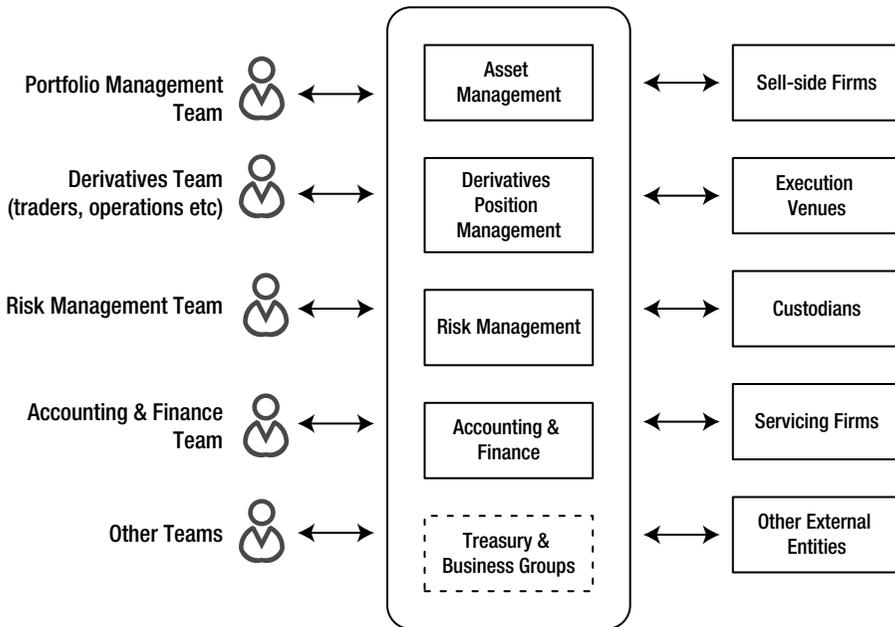 Portfolio Management
Team
Asset
Management
Sell-side Firms
Derivatives Team
(traders, operations etc)
Derivatives
Position
Management
Execution
Venues
Risk Management Team
Risk Management
Custodians
Accounting & Finance
Team
Accounting &
Finance
Servicing Firms
Other Teams
Treasury &
Business Groups
Other External
Entities